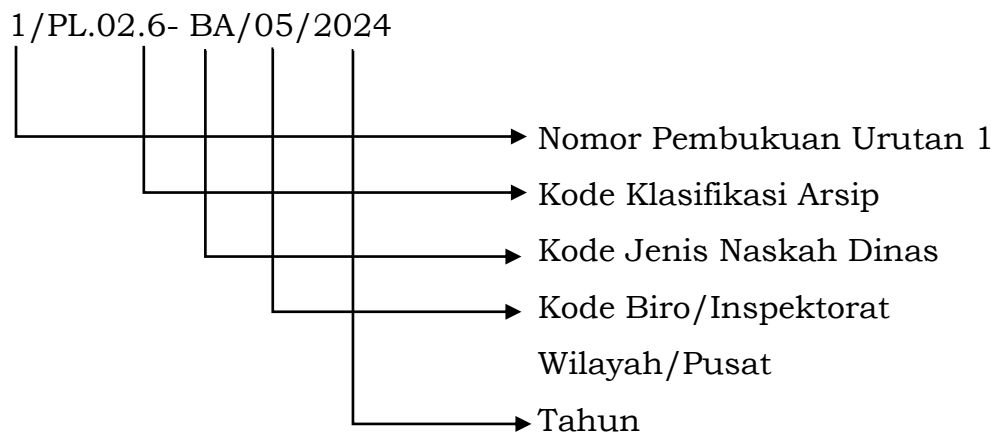 1/PL.02.6- BA/05/2024
Nomor Pembukuan Urutan 1
Kode Klasifikasi Arsip
Kode Jenis Naskah Dinas
Kode Biro/Inspektorat
Wilayah/Pusat
Tahun